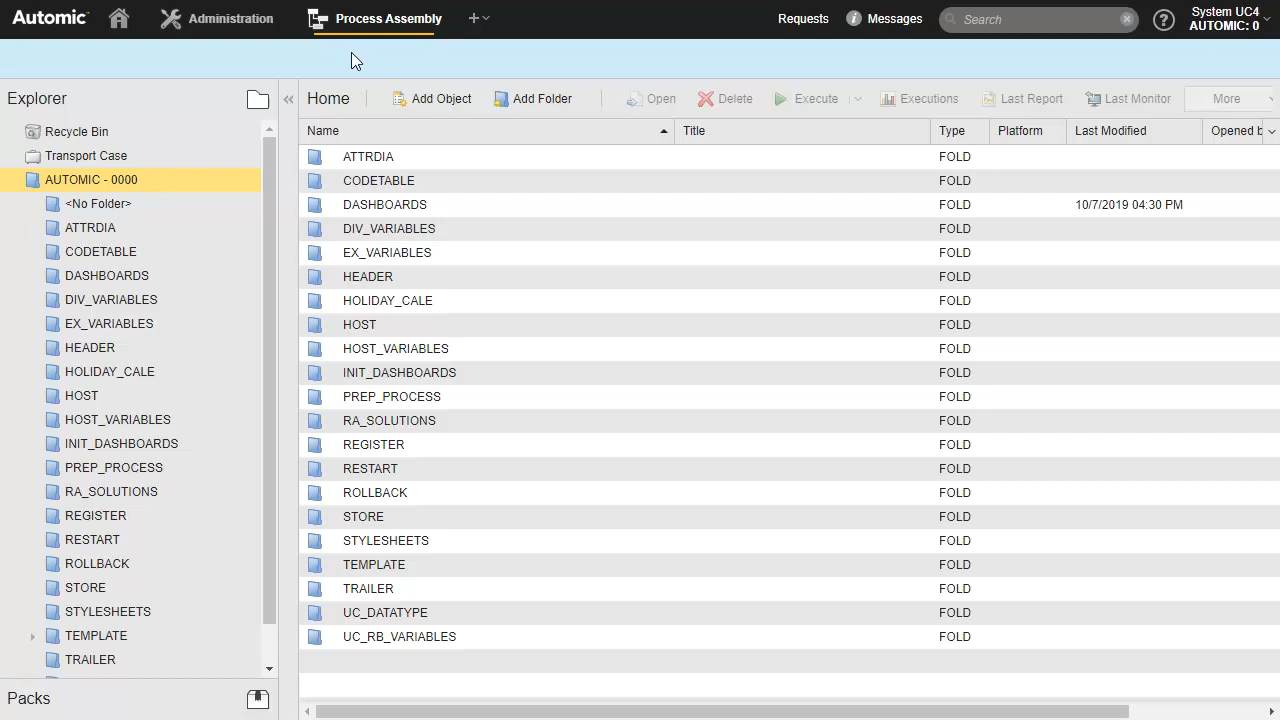 Automic Administration Process Assembly + Requests Messages Search System UC4
AUTOMIC: 0
Explorer
Recycle Bin
Transport Case
AUTOMIC - 0000
<No Folder>
ATTRDIA
CODETABLE
DASHBOARDS
DIV_VARIABLES
EX_VARIABLES
HEADER
HOLIDAY_CALE
HOST
HOST_VARIABLES
INIT_DASHBOARDS
PREP_PROCESS
RA_SOLUTIONS
REGISTER
RESTART
ROLLBACK
STORE
STYLESHEETS
TEMPLATE
TRAILER
Packs
Home Add Object Add Folder Open Delete Execute Executions Last Report Last Monitor More
Name Title Type Platform Last Modified Opened b
ATTRDIA FOLD
CODETABLE FOLD
DASHBOARDS FOLD 10/7/2019 04:30 PM
DIV_VARIABLES FOLD
EX_VARIABLES FOLD
HEADER FOLD
HOLIDAY_CALE FOLD
HOST FOLD
HOST_VARIABLES FOLD
INIT_DASHBOARDS FOLD
PREP_PROCESS FOLD
RA_SOLUTIONS FOLD
REGISTER FOLD
RESTART FOLD
ROLLBACK FOLD
STORE FOLD
STYLESHEETS FOLD
TEMPLATE FOLD
TRAILER FOLD
UC_DATATYPE FOLD
UC_RB_VARIABLES FOLD